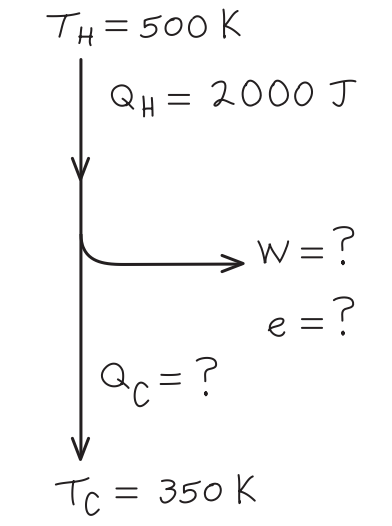 T_H = 500 K
Q_H = 2000 J
W = ?
e = ?
Q_C = ?
T_C = 350 K